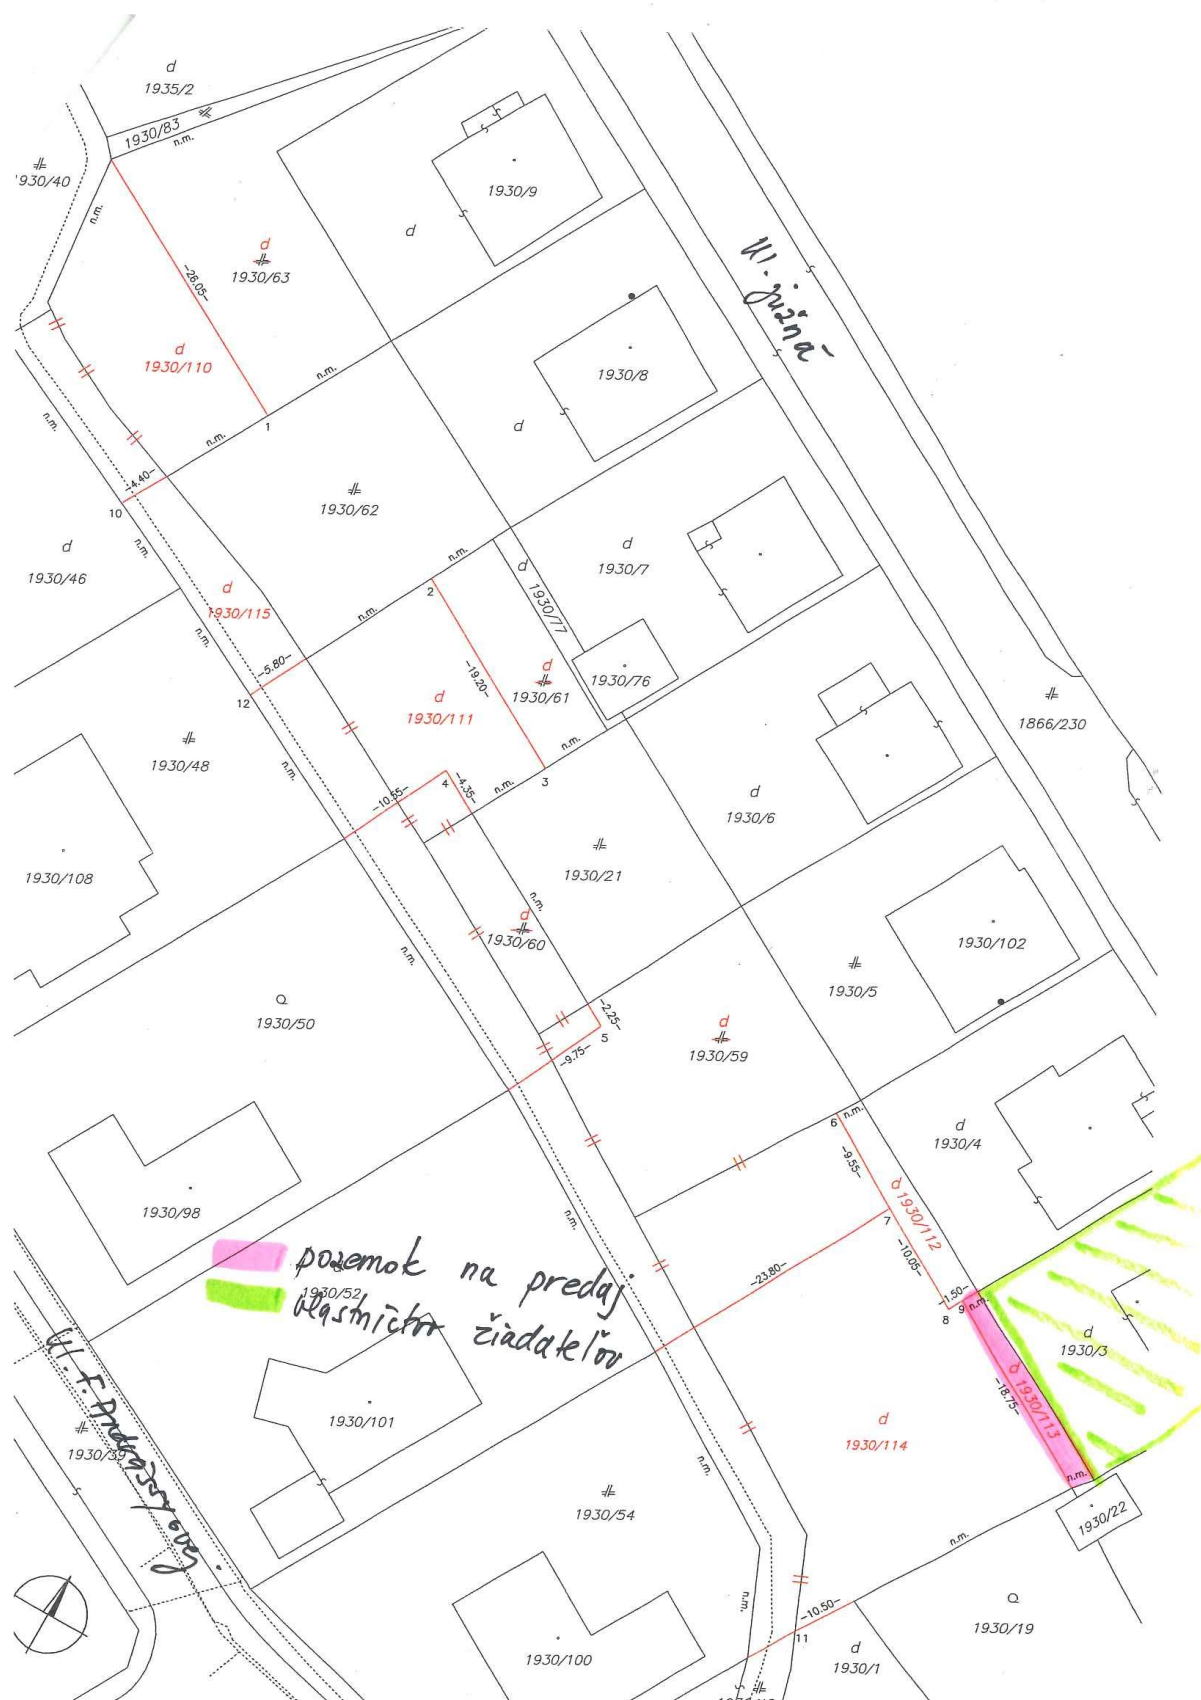 d
1935/2
1930/83
n.m.
930/40
n.m.
1930/9
d
-26.05-
d
1930/63
Ul. južná
d
1930/110
n.m.
1930/8
n.m.
1
n.m.
d
-4.40-
10
1930/62
n.m.
d
1930/46
d
1930/7
n.m.
2
d
1930/77
d
1930/115
n.m.
n.m.
-5.80-
12
-19.20-
d
1930/61
1930/76
d
1930/111
1866/230
n.m.
1930/48
n.m.
3
4
-4.35-
n.m.
-10.55-
d
1930/6
1930/108
1930/21
n.m.
d
1930/60
1930/102
n.m.
1930/5
1930/50
-2.25-
5
d
1930/59
-9.75-
6
n.m.
d
1930/4
-9.55-
d
1930/112
1930/98
n.m.
7
-10.05-
pozemok na predaj
1930/52
-23.80-
-1.50-
8
9
n.m.
žiadateľov
d
1930/3
Ul. F.
d
1930/113
-18.75-
1930/101
1930/39
d
1930/114
n.m.
n.m.
1930/54
1930/22
n.m.
n.m.
-10.50-
11
1930/19
1930/100
d
1930/1